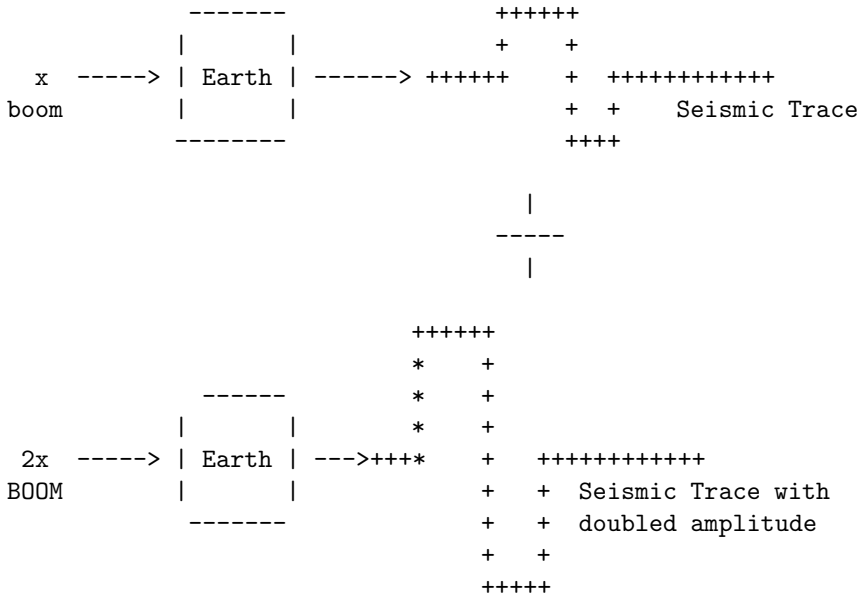 x -----> | Earth | ------>
boom
Seismic Trace
2x -----> | Earth | --->
BOOM
Seismic Trace with
doubled amplitude